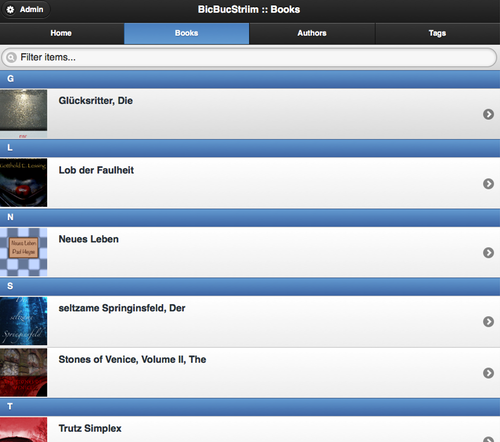 Admin
BicBucStriim :: Books
Home
Books
Authors
Tags
Filter items...
G
Glücksritter, Die
L
Gotthold E. Lessing
Lob der Faulheit
N
Neues Leben
Paul Heyse
Neues Leben
S
seltzame
Springinsfeld
seltzame Springinsfeld, Der
Stones of Venice, Volume II, The
T
Trutz Simplex